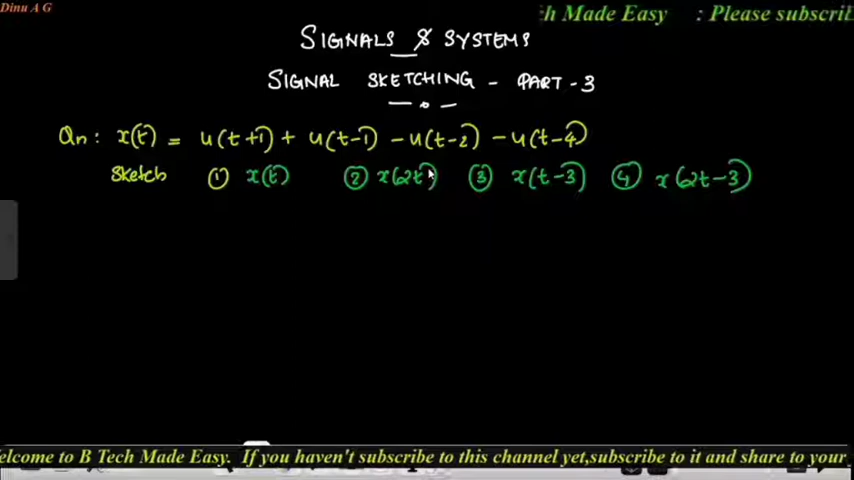 Dinu A G
ch Made Easy : Please subscrib
SIGNALS & SYSTEMS
SIGNAL SKETCHING - PART-3
Qn: x(t) = u(t+1) + u(t-1) - u(t-2) - u(t-4)
Sketch ① x(t) ② x(2t) ③ x(t-3) ④ x(2t-3)
elcome to B Tech Made Easy. If you haven't subscribe to this channel yet,subscribe to it and share to your